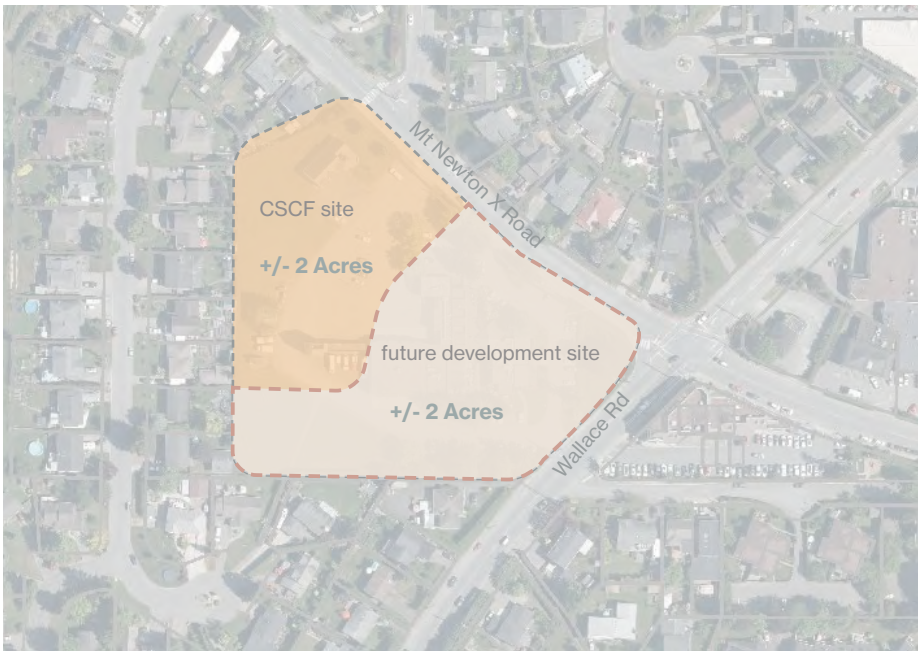 Mt Newton X Road
CSCF site
+/- 2 Acres
future development site
+/- 2 Acres
Wallace Rd